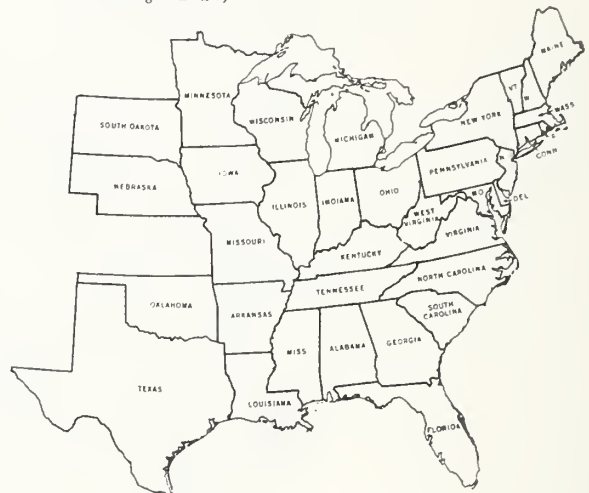 MAINE
VT
MINNESOTA
WISCONSIN
MASS
NEW YORK
SOUTH DAKOTA
MICHIGAN
CONN
PENNSYLVANIA
IOWA
NEBRASKA
OHIO
MD
DEL
ILLINOIS
INDIANA
WEST
VIRGINIA
VIRGINIA
MISSOURI
KENTUCKY
NORTH CAROLINA
TENNESSEE
OKLAHOMA
ARKANSAS
SOUTH
CAROLINA
MISS
ALABAMA
GEORGIA
TEXAS
LOUISIANA
FLORIDA